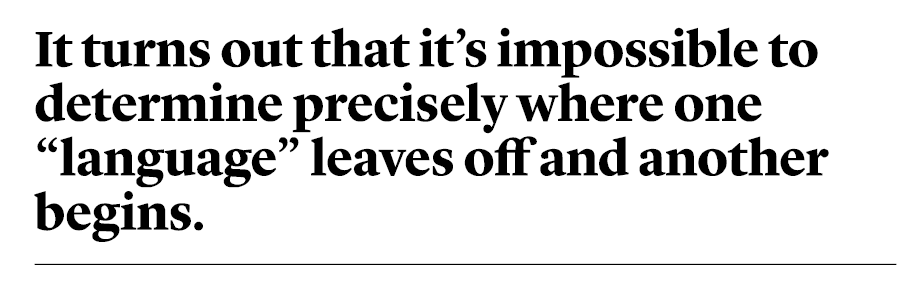 It turns out that it’s impossible to
determine precisely where one
“language” leaves off and another
begins.